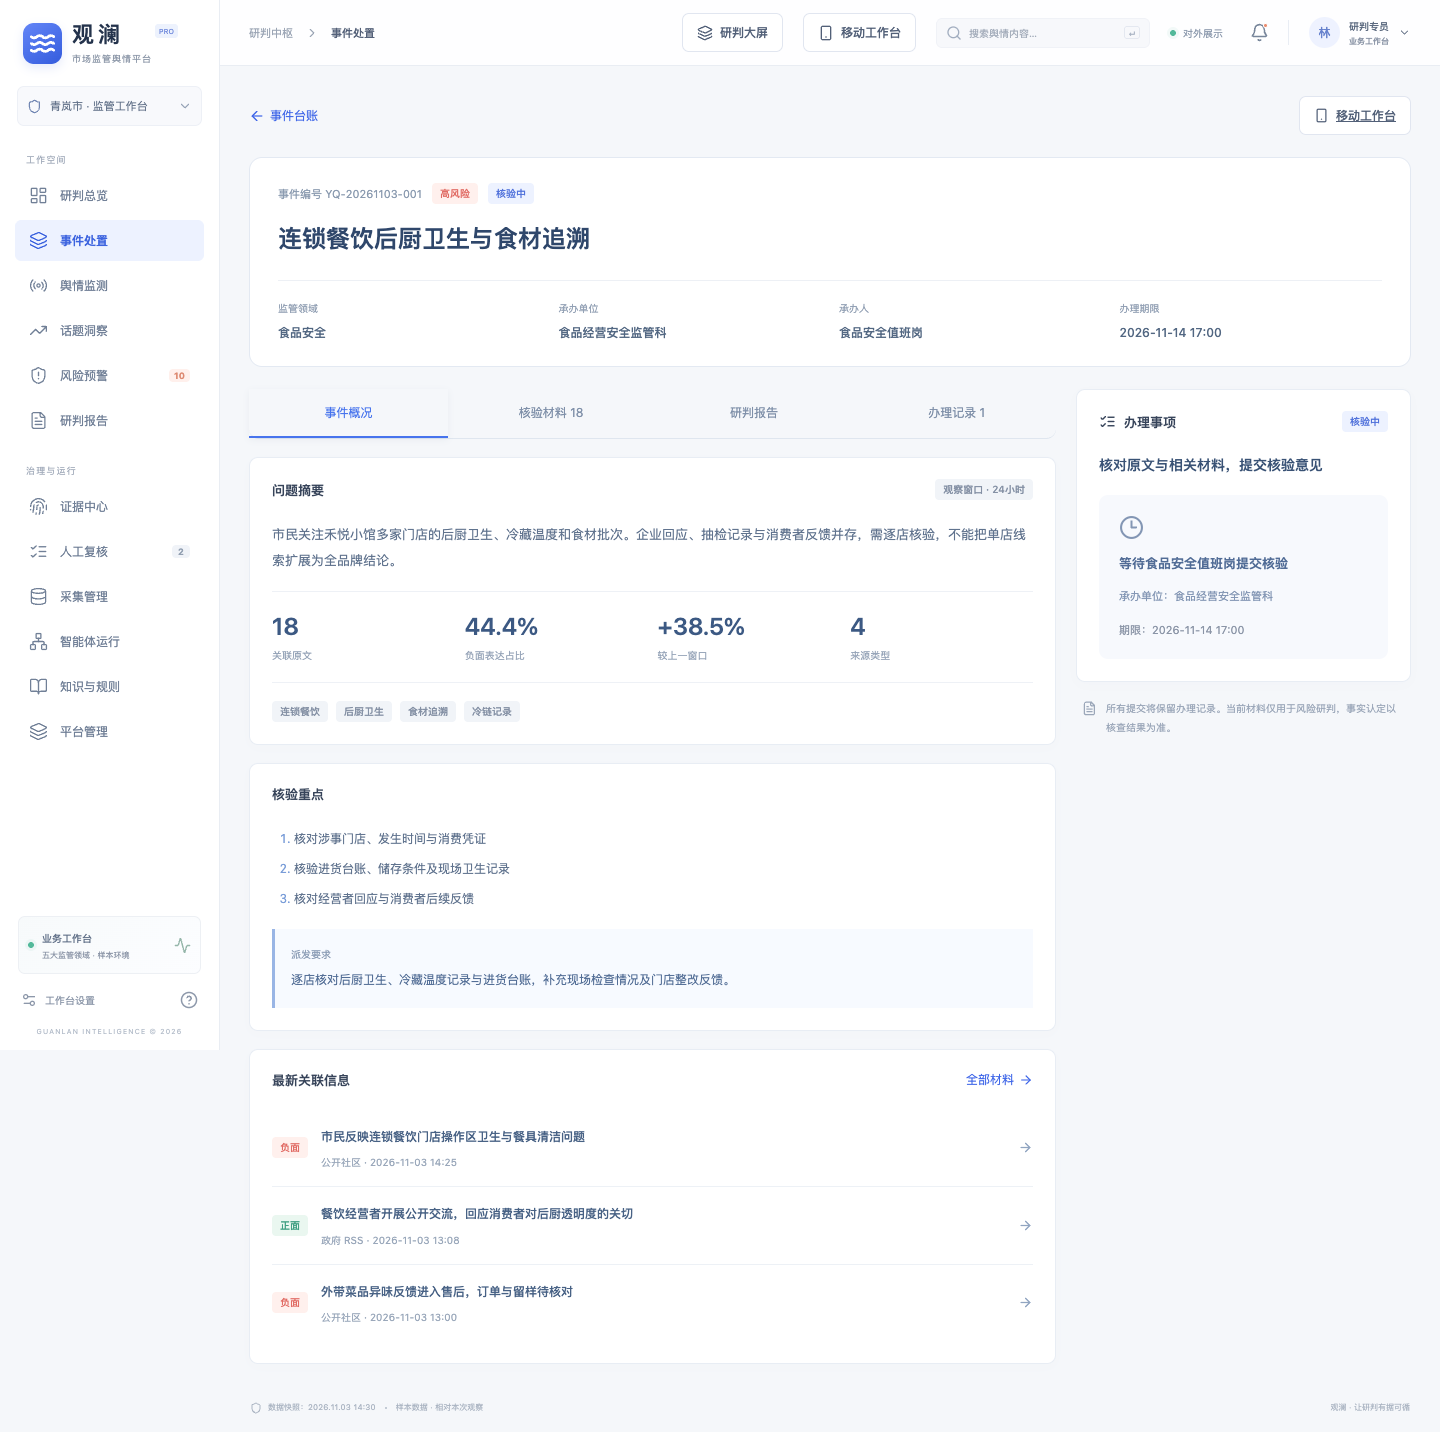 观澜
PRO
市场监管舆情平台
青岚市 · 监管工作台
工作空间
研判总览
事件处置
舆情监测
话题洞察
风险预警
10
研判报告
治理与运行
证据中心
人工复核
2
采集管理
智能体运行
知识与规则
平台管理
业务工作台
五大监管领域 · 样本环境
工作台设置
GUANLAN INTELLIGENCE © 2026
研判中枢
事件处置
研判大屏
移动工作台
搜索舆情内容...
对外展示
林
研判专员
业务工作台
事件台账
移动工作台
事件编号 YQ-20261103-001
高风险
核验中
连锁餐饮后厨卫生与食材追溯
监管领域
食品安全
承办单位
食品经营安全监管科
承办人
食品安全值班岗
办理期限
2026-11-14 17:00
事件概况
核验材料 18
研判报告
办理记录 1
问题摘要
观察窗口 · 24小时
市民关注禾悦小馆多家门店的后厨卫生、冷藏温度和食材批次。企业回应、抽检记录与消费者反馈并存，需逐店核验，不能把单店线
索扩展为全品牌结论。
18
关联原文
44.4%
负面表达占比
+38.5%
较上一窗口
4
来源类型
连锁餐饮
后厨卫生
食材追溯
冷链记录
核验重点
1. 核对涉事门店、发生时间与消费凭证
2. 核验进货台账、储存条件及现场卫生记录
3. 核对经营者回应与消费者后续反馈
派发要求
逐店核对后厨卫生、冷藏温度记录与进货台账，补充现场检查情况及门店整改反馈。
最新关联信息
全部材料
负面
市民反映连锁餐饮门店操作区卫生与餐具清洁问题
公开社区 · 2026-11-03 14:25
正面
餐饮经营者开展公开交流，回应消费者对后厨透明度的关切
政府 RSS · 2026-11-03 13:08
负面
外带菜品异味反馈进入售后，订单与留样待核对
公开社区 · 2026-11-03 13:00
办理事项
核验中
核对原文与相关材料，提交核验意见
等待食品安全值班岗提交核验
承办单位：食品经营安全监管科
期限：2026-11-14 17:00
所有提交将保留办理记录。当前材料仅用于风险研判，事实认定以
核查结果为准。
数据快照：2026.11.03 14:30 · 样本数据 · 相对本次观察
观澜 · 让研判有据可循